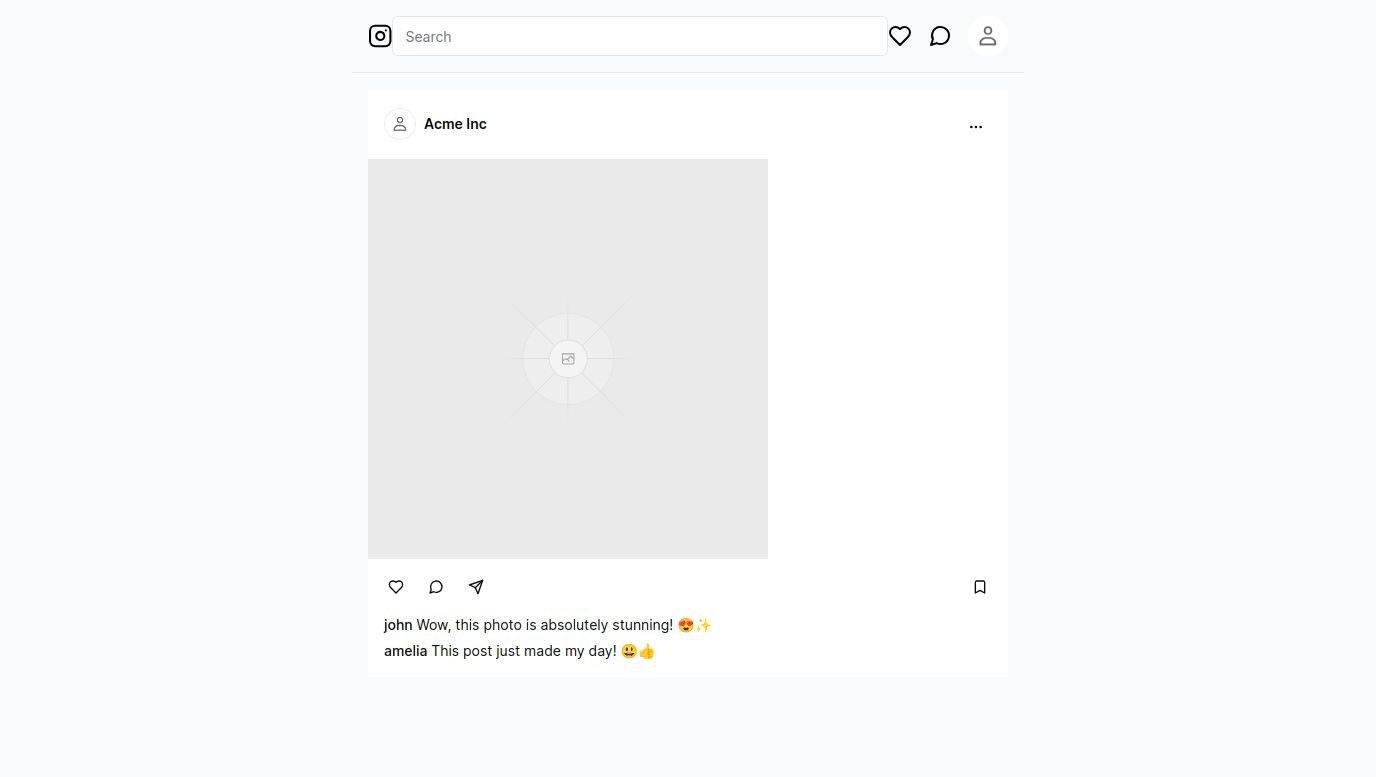 Search
Acme Inc
john Wow, this photo is absolutely stunning! 😍✨
amelia This post just made my day! 😃👍